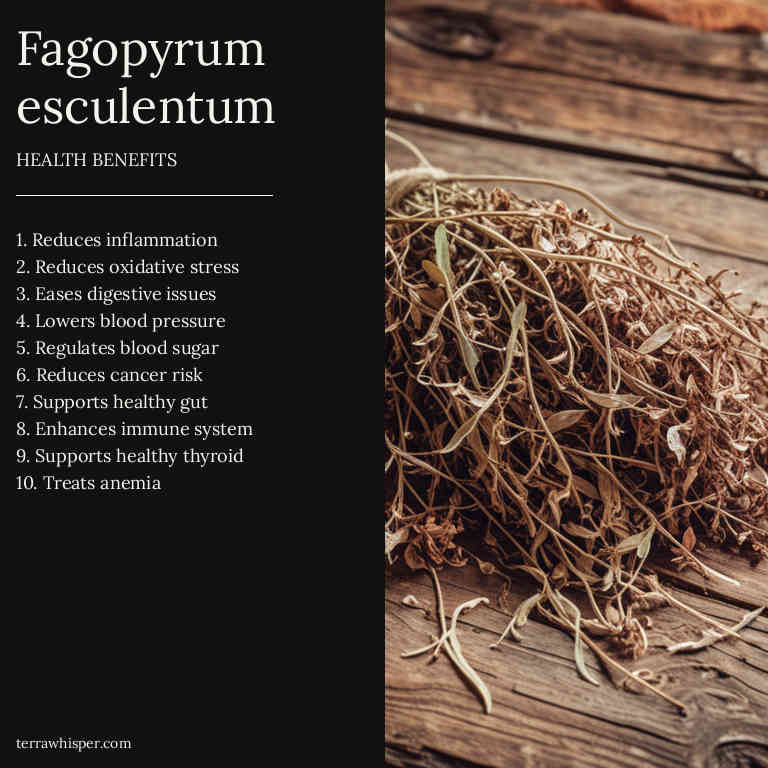 Fagopyrum
esculentum
HEALTH BENEFITS
1. Reduces inflammation
2. Reduces oxidative stress
3. Eases digestive issues
4. Lowers blood pressure
5. Regulates blood sugar
6. Reduces cancer risk
7. Supports healthy gut
8. Enhances immune system
9. Supports healthy thyroid
10. Treats anemia
terrawhisper.com